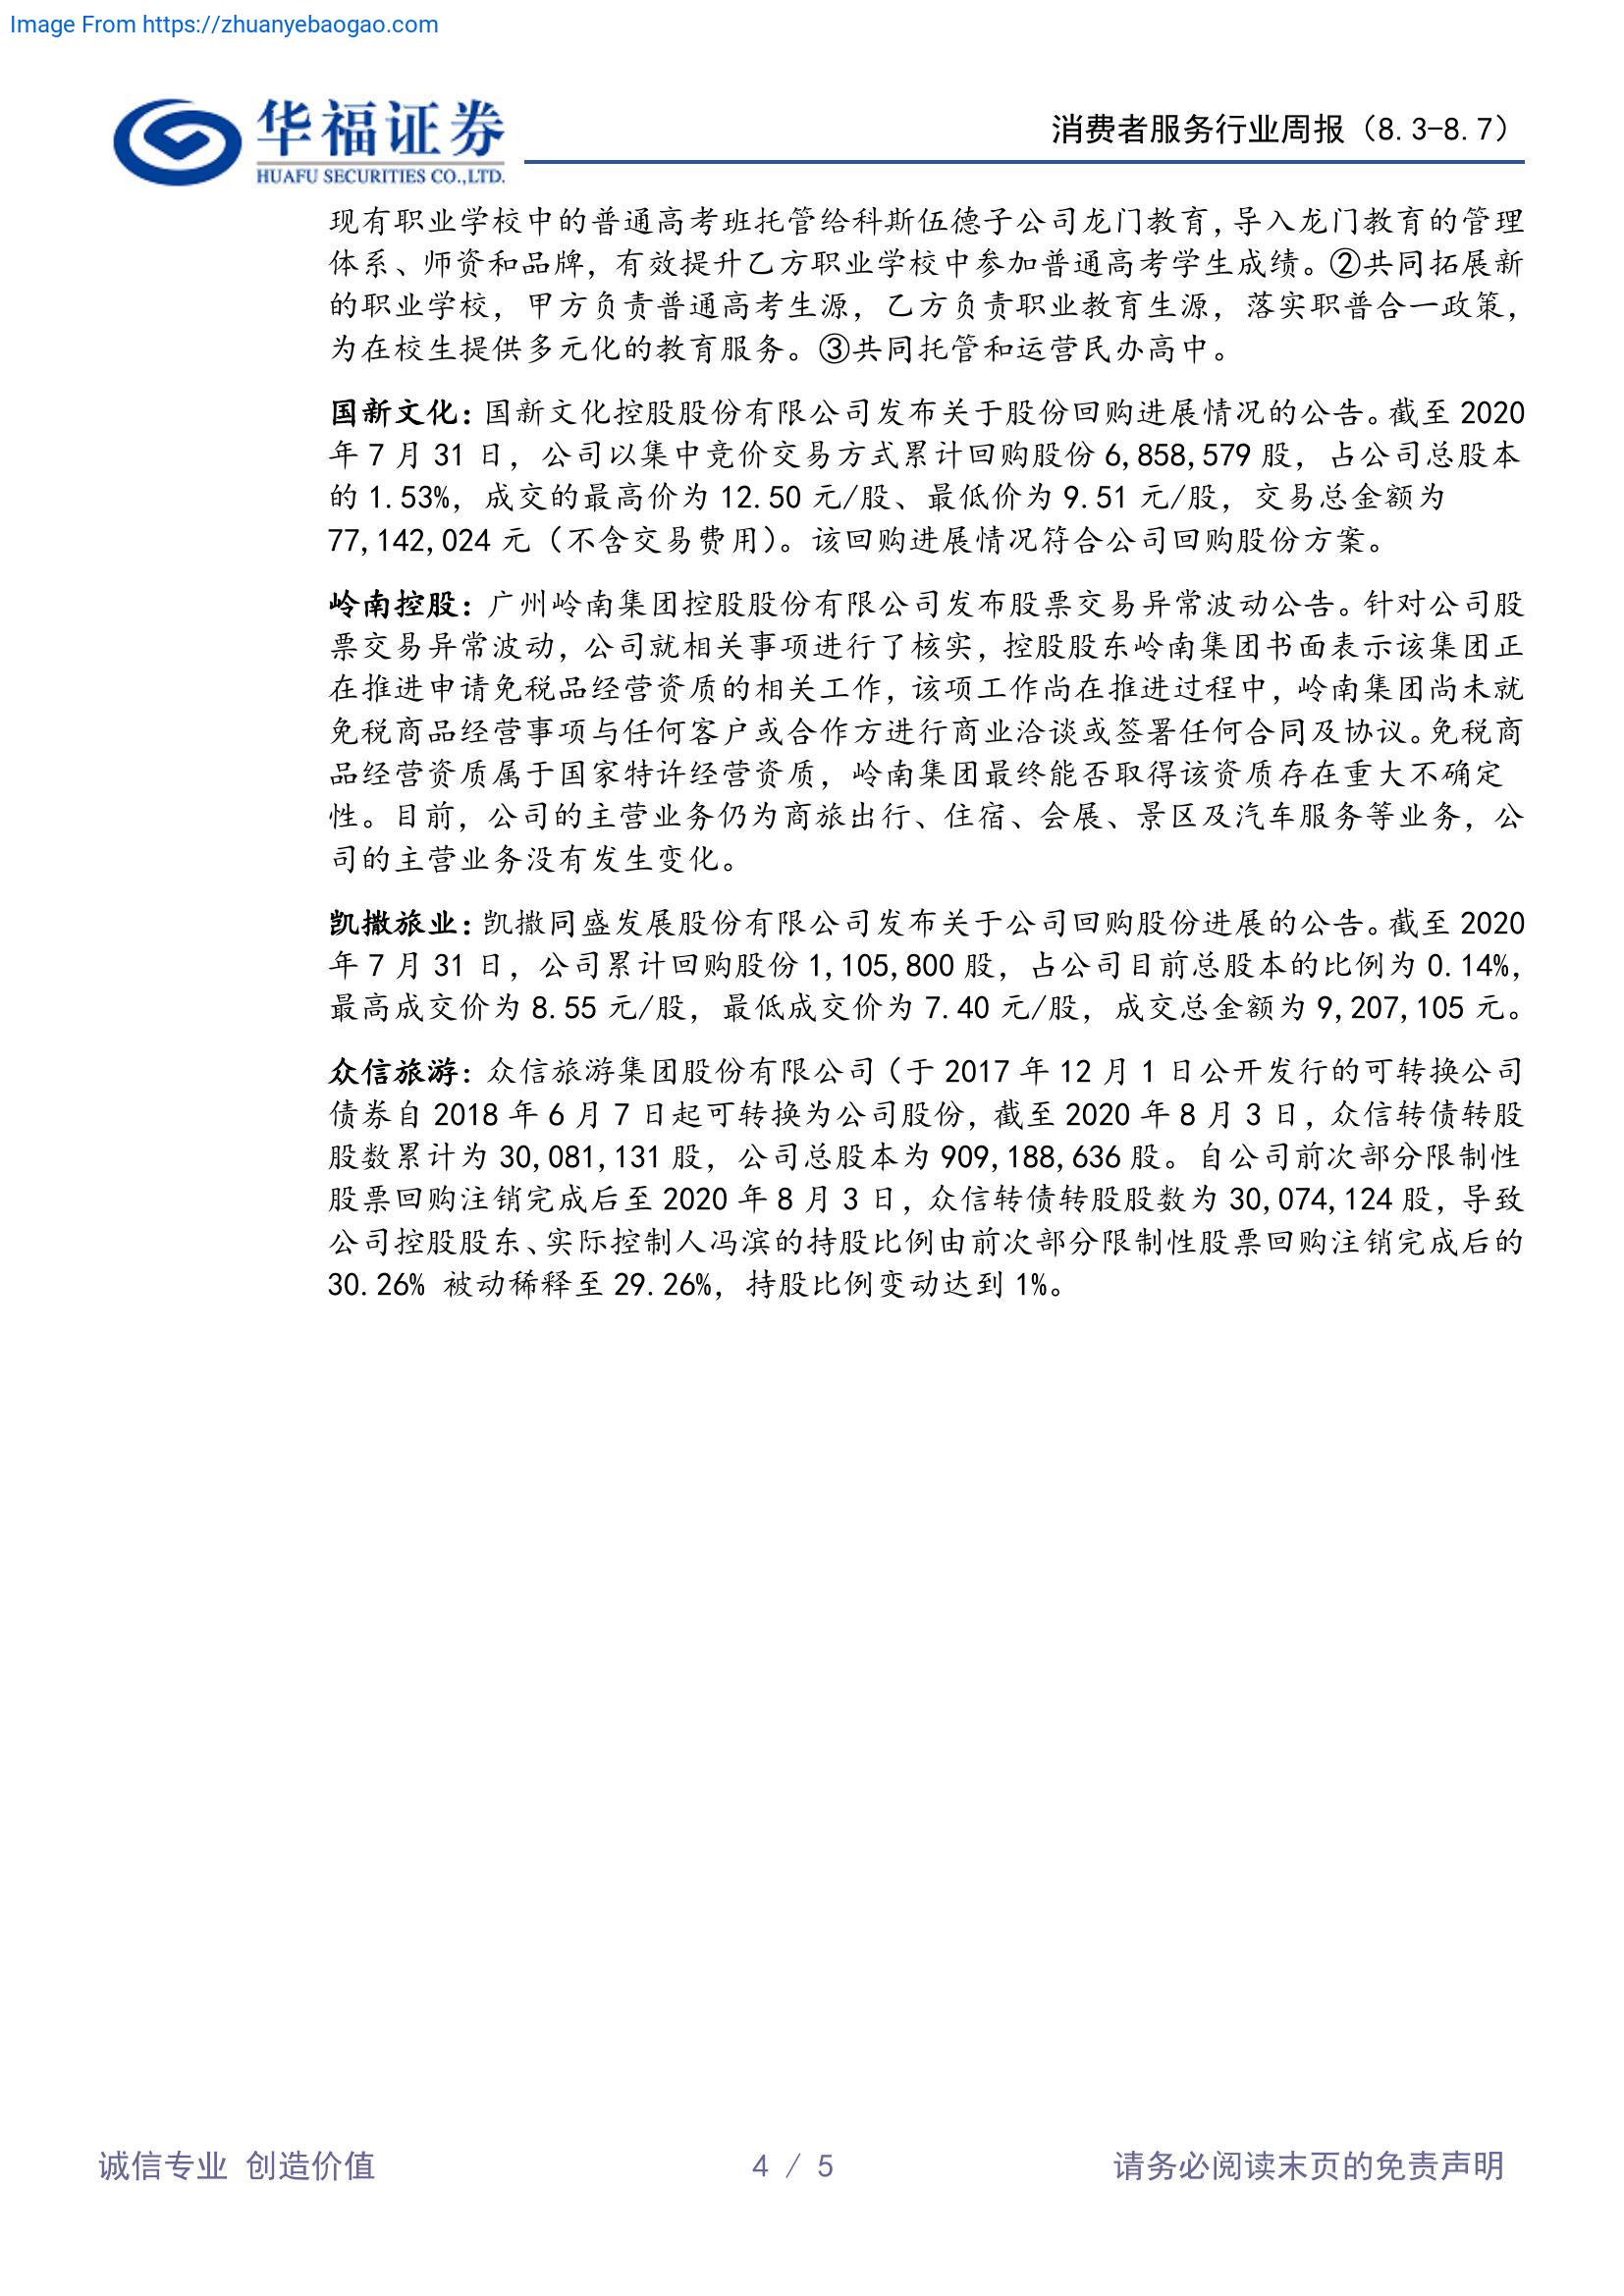 Image From https://zhuanyebaogao.com
华福证券
HUAFU SECURITIES CO.,LTD.
消费者服务行业周报（8.3-8.7）
现有职业学校中的普通高考班托管给科斯伍德子公司龙门教育，导入龙门教育的管理
体系、师资和品牌，有效提升乙方职业学校中参加普通高考学生成绩。②共同拓展新
的职业学校，甲方负责普通高考生源，乙方负责职业教育生源，落实职普合一政策，
为在校生提供多元化的教育服务。③共同托管和运营民办高中。
国新文化：国新文化控股股份有限公司发布关于股份回购进展情况的公告。截至 2020
年 7 月 31 日，公司以集中竞价交易方式累计回购股份 6,858,579 股，占公司总股本
的 1.53%，成交的最高价为 12.50 元/股、最低价为 9.51 元/股，交易总金额为
77,142,024 元（不含交易费用）。该回购进展情况符合公司回购股份方案。
岭南控股：广州岭南集团控股股份有限公司发布股票交易异常波动公告。针对公司股
票交易异常波动，公司就相关事项进行了核实，控股股东岭南集团书面表示该集团正
在推进申请免税品经营资质的相关工作，该项工作尚在推进过程中，岭南集团尚未就
免税商品经营事项与任何客户或合作方进行商业洽谈或签署任何合同及协议。免税商
品经营资质属于国家特许经营资质，岭南集团最终能否取得该资质存在重大不确定
性。目前，公司的主营业务仍为商旅出行、住宿、会展、景区及汽车服务等业务，公
司的主营业务没有发生变化。
凯撒旅业：凯撒同盛发展股份有限公司发布关于公司回购股份进展的公告。截至 2020
年 7 月 31 日，公司累计回购股份 1,105,800 股，占公司目前总股本的比例为 0.14%，
最高成交价为 8.55 元/股，最低成交价为 7.40 元/股，成交总金额为 9,207,105 元。
众信旅游：众信旅游集团股份有限公司（于 2017 年 12 月 1 日公开发行的可转换公司
债券自 2018 年 6 月 7 日起可转换为公司股份，截至 2020 年 8 月 3 日，众信转债转股
股数累计为 30,081,131 股，公司总股本为 909,188,636 股。自公司前次部分限制性
股票回购注销完成后至 2020 年 8 月 3 日，众信转债转股股数为 30,074,124 股，导致
公司控股股东、实际控制人冯滨的持股比例由前次部分限制性股票回购注销完成后的
30.26% 被动稀释至 29.26%，持股比例变动达到 1%。
诚信专业 创造价值
4 / 5
请务必阅读末页的免责声明